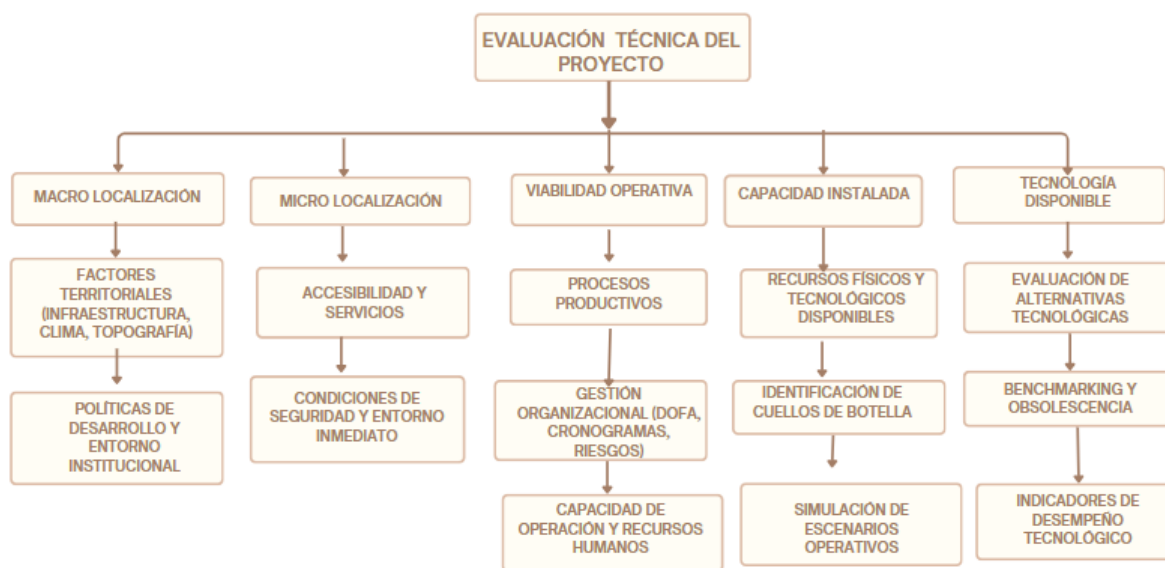 EVALUACIÓN TÉCNICA DEL
PROYECTO
MACRO LOCALIZACIÓN
MICRO LOCALIZACIÓN
VIABILIDAD OPERATIVA
CAPACIDAD INSTALADA
TECNOLOGÍA
DISPONIBLE
FACTORES
TERRITORIALES
(INFRAESTRUCTURA,
CLIMA, TOPOGRAFÍA)
ACCESIBILIDAD Y
SERVICIOS
PROCESOS
PRODUCTIVOS
RECURSOS FÍSICOS Y
TECNOLÓGICOS
DISPONIBLES
EVALUACIÓN DE
ALTERNATIVAS
TECNOLÓGICAS
POLÍTICAS DE
DESARROLLO Y
ENTORNO
INSTITUCIONAL
CONDICIONES DE
SEGURIDAD Y ENTORNO
INMEDIATO
GESTIÓN
ORGANIZACIONAL (DOFA,
CRONOGRAMAS,
RIESGOS)
IDENTIFICACIÓN DE
CUELLOS DE BOTELLA
BENCHMARKING Y
OBSOLESCENCIA
CAPACIDAD DE
OPERACIÓN Y RECURSOS
HUMANOS
SIMULACIÓN DE
ESCENARIOS
OPERATIVOS
INDICADORES DE
DESEMPEÑO
TECNOLÓGICO